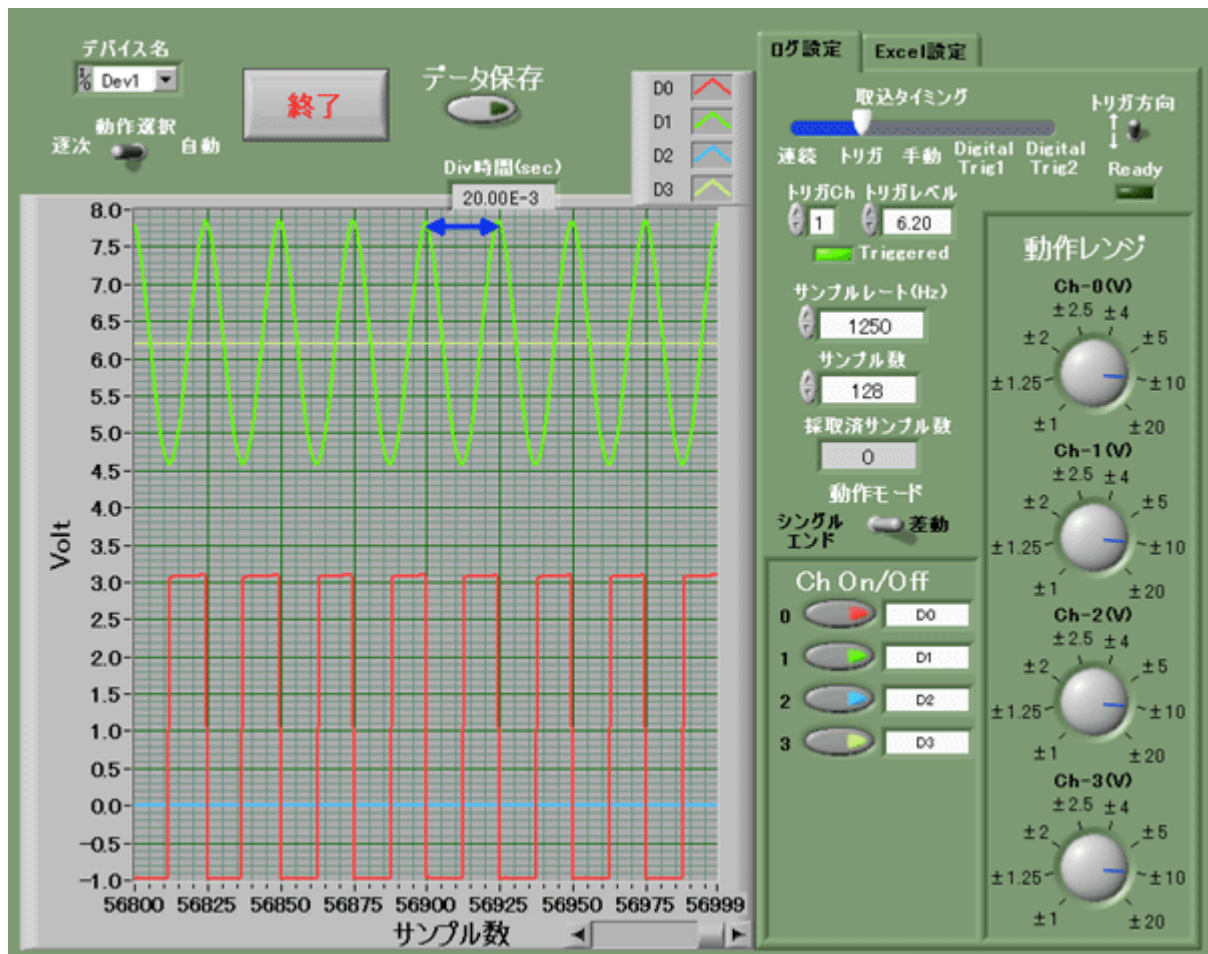 デバイス名
Dev1
動作選択
逐次 自動
終了
データ保存
Div時間(sec)
20.00E-3
D0
D1
D2
D3
ログ設定 Excel設定
取込タイミング
連続 トリガ 手動 Digital Trig1 Digital Trig2
トリガ方向
Ready
トリガCh トリガレベル
1 6.20
Triggered
サンプルレート(Hz)
1250
サンプル数
128
採取済サンプル数
0
動作モード
シングル
エンド
差動
Ch On/Off
0 D0
1 D1
2 D2
3 D3
動作レンジ
Ch-0(V)
±2.5 ±4
±2 ±5
±1.25 ±10
±1 ±20
Ch-1(V)
±2.5 ±4
±2 ±5
±1.25 ±10
±1 ±20
Ch-2(V)
±2.5 ±4
±2 ±5
±1.25 ±10
±1 ±20
Ch-3(V)
±2.5 ±4
±2 ±5
±1.25 ±10
±1 ±20
Volt
8.0
7.5
7.0
6.5
6.0
5.5
5.0
4.5
4.0
3.5
3.0
2.5
2.0
1.5
1.0
0.5
0.0
-0.5
-1.0
56800 56825 56850 56875 56900 56925 56950 56975 56999
サンプル数